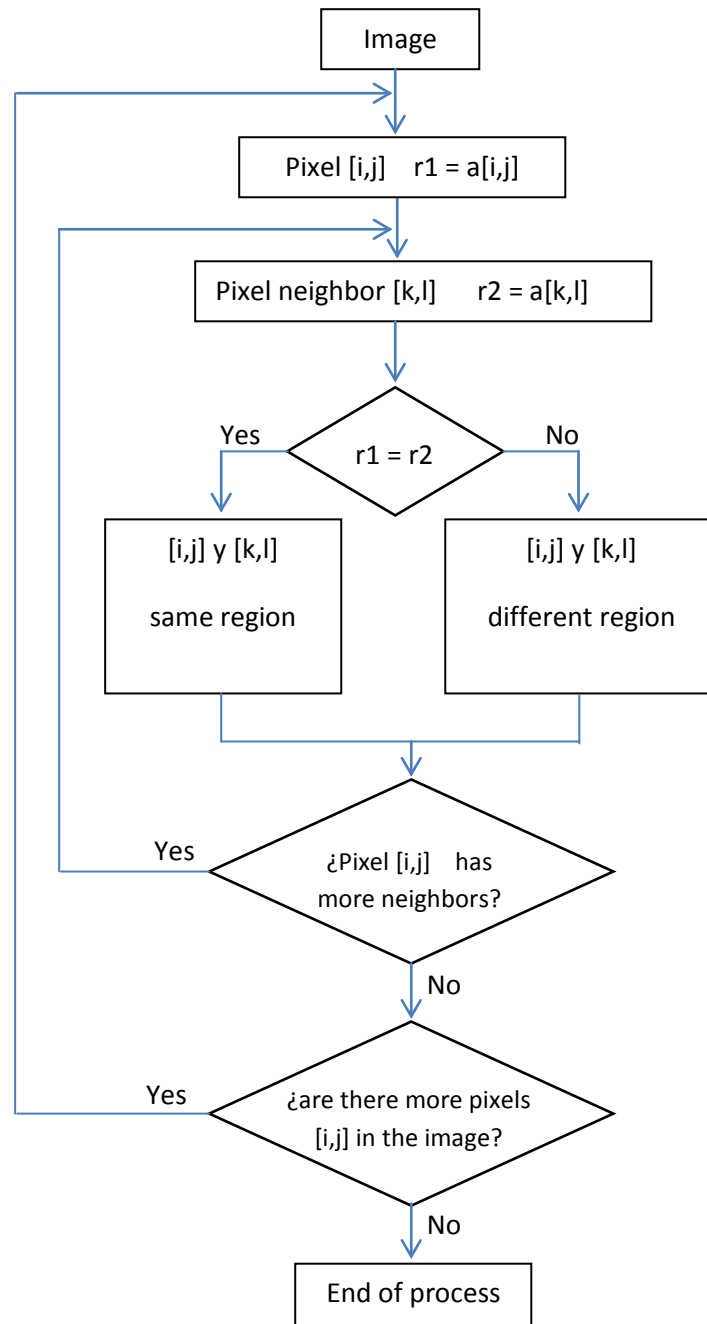 Image
Pixel [i,j] r1 = a[i,j]
Pixel neighbor [k,l] r2 = a[k,l]
Yes
No
r1 = r2
[i,j] y [k,l]
same region
[i,j] y [k,l]
different region
Yes
¿Pixel [i,j] has
more neighbors?
No
Yes
¿are there more pixels
[i,j] in the image?
No
End of process